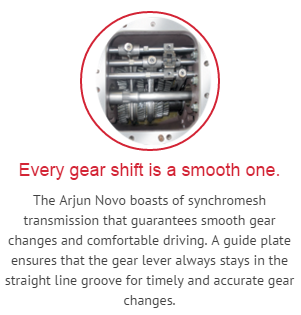 Every gear shift is a smooth one.
The Arjun Novo boasts of synchromesh
transmission that guarantees smooth gear
changes and comfortable driving. A guide plate
ensures that the gear lever always stays in the
straight line groove for timely and accurate gear
changes.